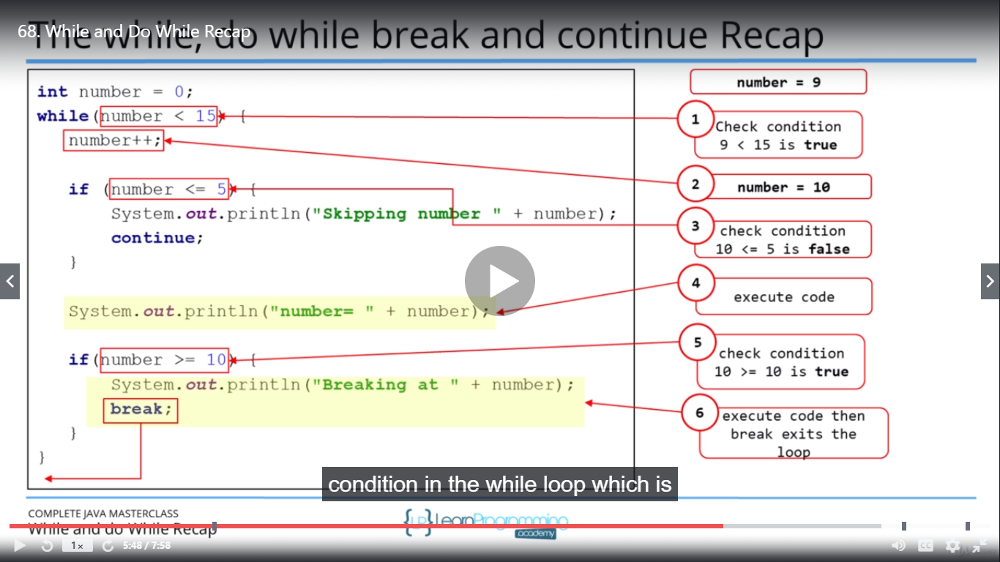 The while, do while break and continue Recap
68. While and Do While Recap
int number = 0;
while(number < 15) {
number++;
if (number <= 5) {
System.out.println("Skipping number " + number);
continue;
}
System.out.println("number= " + number);
if(number >= 10) {
System.out.println("Breaking at " + number);
break;
}
}
number = 9
1
Check condition
9 < 15 is true
2
number = 10
3
check condition
10 <= 5 is false
4
execute code
5
check condition
10 >= 10 is true
6
execute code then
break exits the
loop
condition in the while loop which is
COMPLETE JAVA MASTERCLASS
While and do While Recap
{LP} LearnProgramming
.academy
1x
5:48 / 7:58
CC